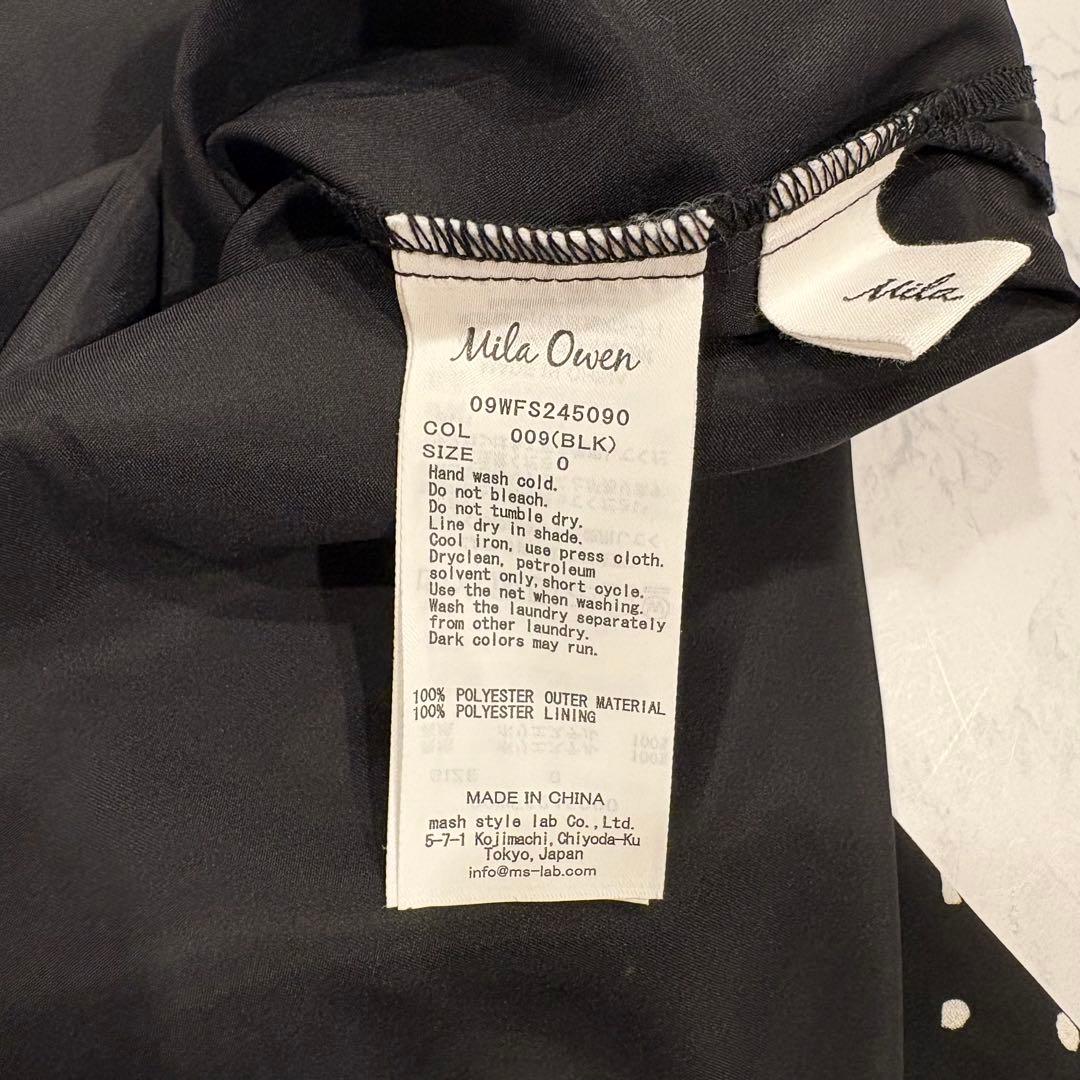 Mila Owen
09WFS245090
COL 009(BLK)
SIZE 0
Hand wash cold.
Do not bleach.
Do not tumble dry.
Line dry in shade.
Cool iron, use press cloth.
Dryclean, petroleum
solvent only,short cycle.
Use the net when washing.
Wash the laundry separately
from other laundry.
Dark colors may run.
100% POLYESTER OUTER MATERIAL
100% POLYESTER LINING
MADE IN CHINA
mash style lab Co.,Ltd.
5-7-1 Kojimachi,Chiyoda-Ku
Tokyo,Japan
info@ms-lab.com
Mila